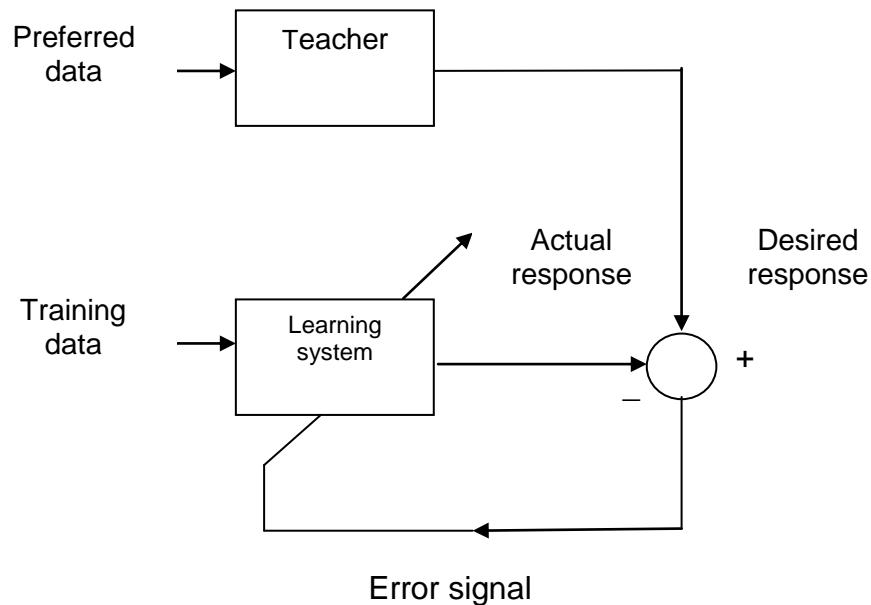 Preferred
data
Teacher
Actual
response
Desired
response
Training
data
Learning
system
+
–
Error signal